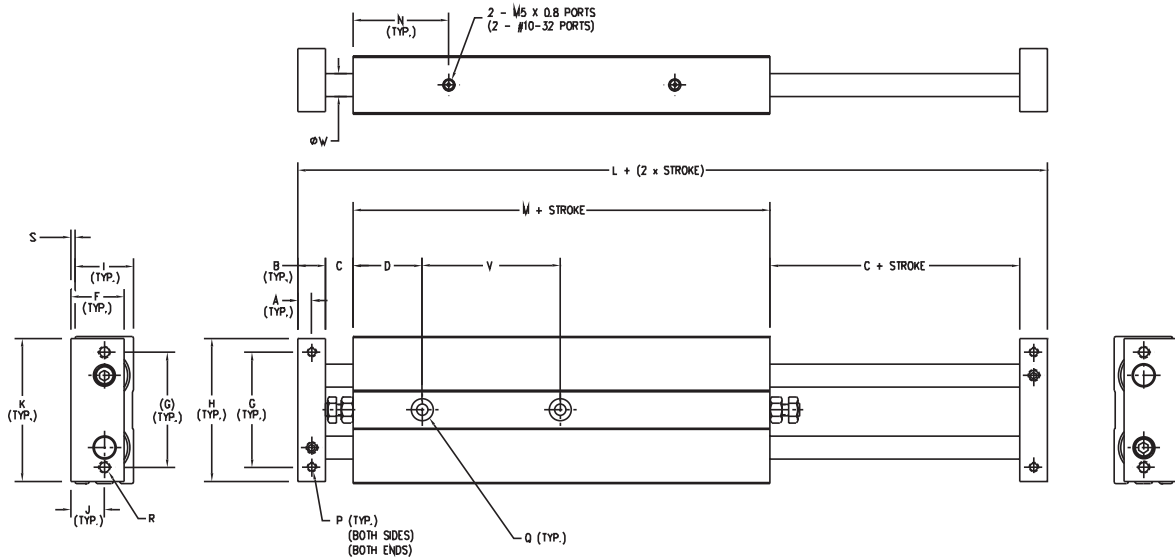 N
(TYP.)
2 - M5 X 0.8 PORTS
(2 - #10-32 PORTS)
øW
L + (2 x STROKE)
M + STROKE
S
I
(TYP.)
F
(TYP.)
B
(TYP.)
C
D
V
C + STROKE
A
(TYP.)
K
(TYP.)
(G)
(TYP.)
H
(TYP.)
G
(TYP.)
J
(TYP.)
R
P (TYP.)
(BOTH SIDES)
(BOTH ENDS)
Q (TYP.)